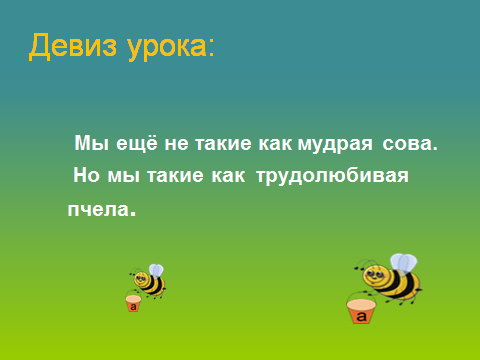 Девиз урока:
Мы ещё не такие как мудрая сова.
Но мы такие как трудолюбивая
пчела.
а
а